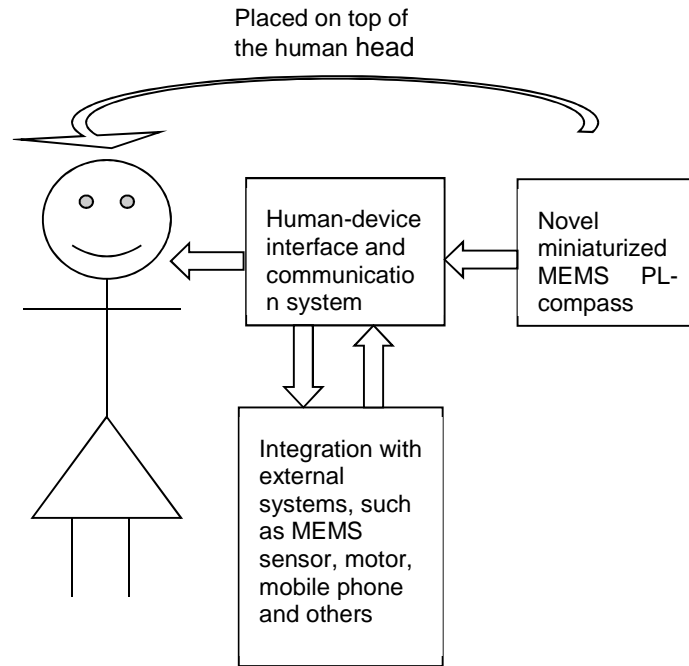 Placed on top of
the human head
Human-device
interface and
communicatio
n system
Novel
miniaturized
MEMS PL-
compass
Integration with
external
systems, such
as MEMS
sensor, motor,
mobile phone
and others